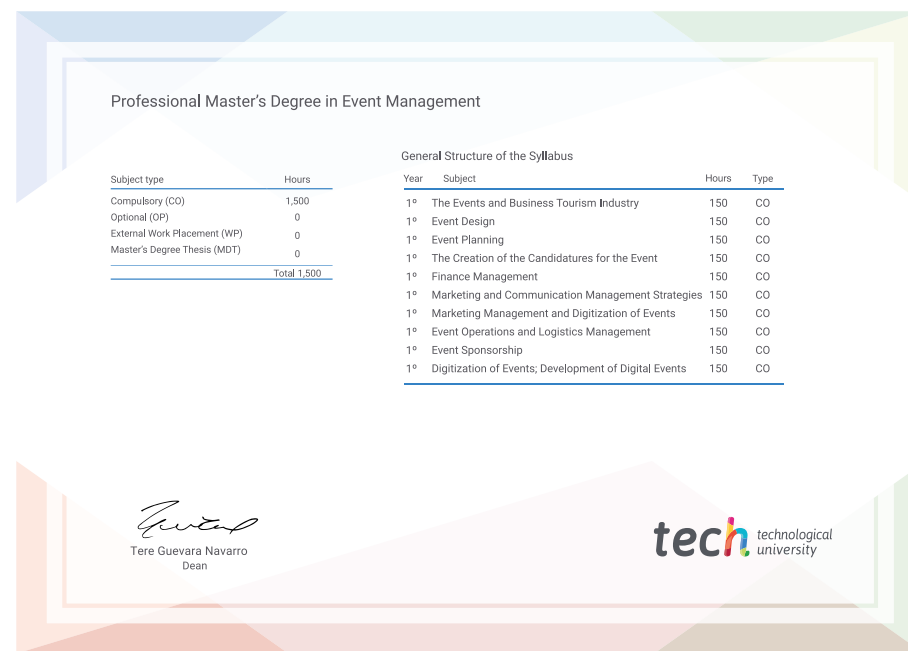 Professional Master's Degree in Event Management
Subject type Hours
Compulsory (CO) 1,500
Optional (OP) 0
External Work Placement (WP) 0
Master's Degree Thesis (MDT) 0
Total 1,500
General Structure of the Syllabus
Year Subject Hours Type
1º The Events and Business Tourism Industry 150 CO
1º Event Design 150 CO
1º Event Planning 150 CO
1º The Creation of the Candidatures for the Event 150 CO
1º Finance Management 150 CO
1º Marketing and Communication Management Strategies 150 CO
1º Marketing Management and Digitization of Events 150 CO
1º Event Operations and Logistics Management 150 CO
1º Event Sponsorship 150 CO
1º Digitization of Events; Development of Digital Events 150 CO
Tere Guevara Navarro
Dean
tech technological
university